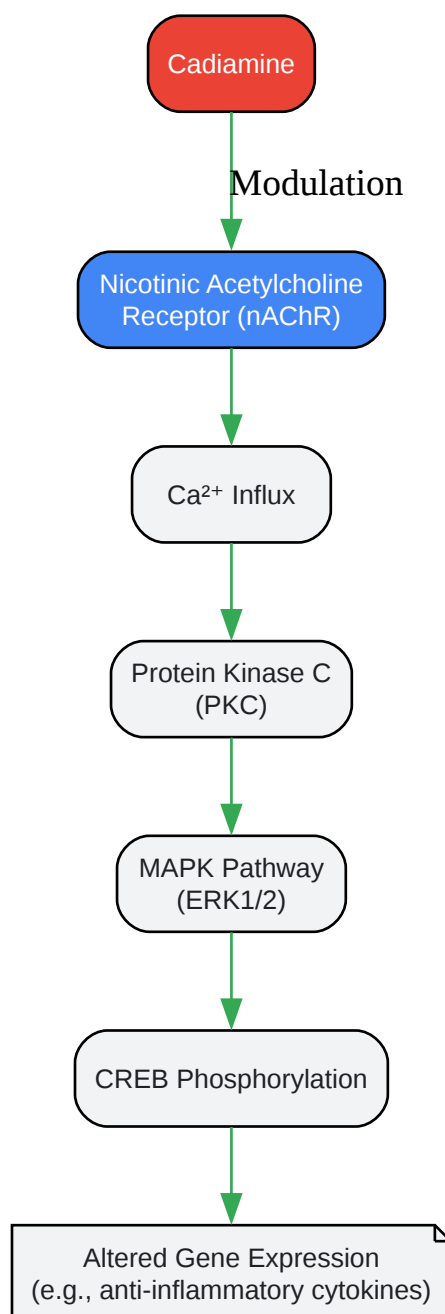 Cadiamine
Modulation
Nicotinic Acetylcholine
Receptor (nAChR)
Ca²⁺ Influx
Protein Kinase C
(PKC)
MAPK Pathway
(ERK1/2)
CREB Phosphorylation
Altered Gene Expression
(e.g., anti-inflammatory cytokines)